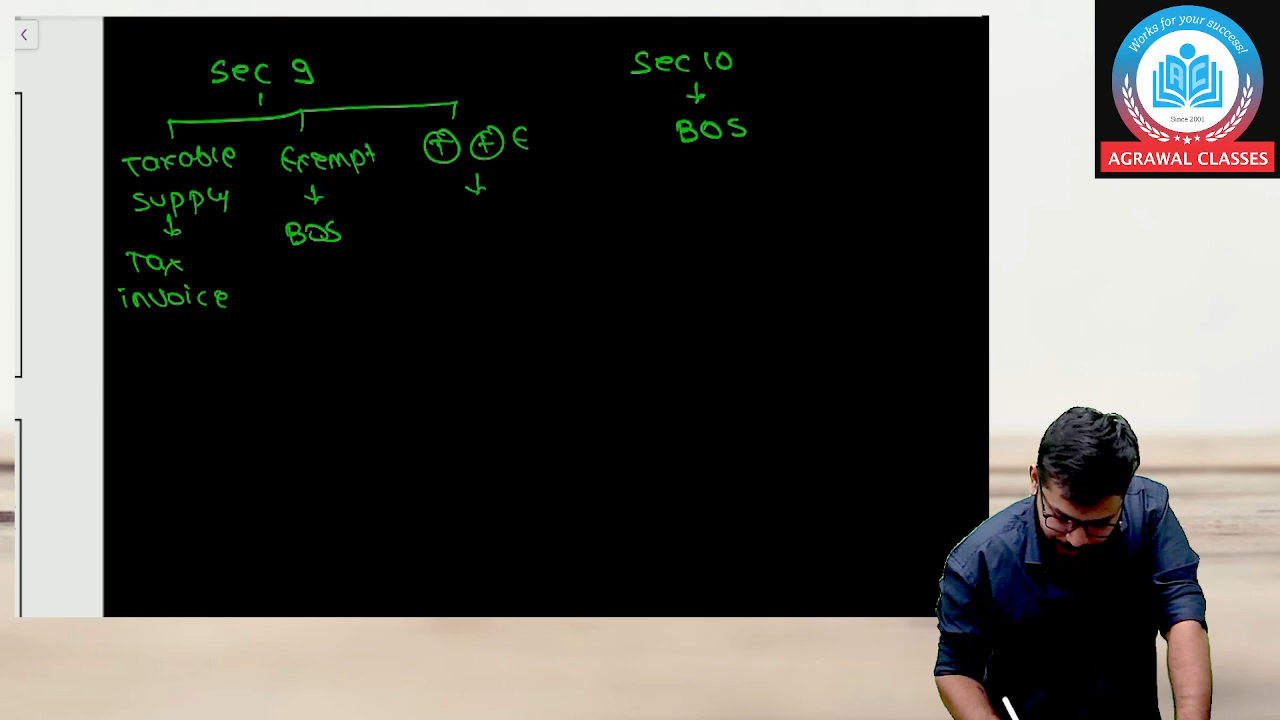 Sec 9
Taxable
supply
↓
Tax
invoice
Exempt
↓
BOS
E
↓
Sec 10
↓
BOS
Works for your success!
AC
Since 2001
AGRAWAL CLASSES